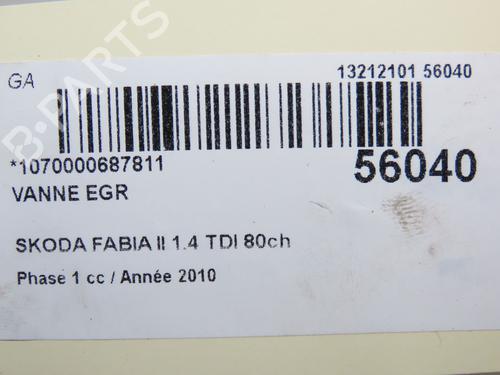 GA
13212101 56040
*1070000687811
56040
VANNE EGR
SKODA FABIA II 1.4 TDI 80ch
Phase 1 cc / Année 2010
B-PARTS